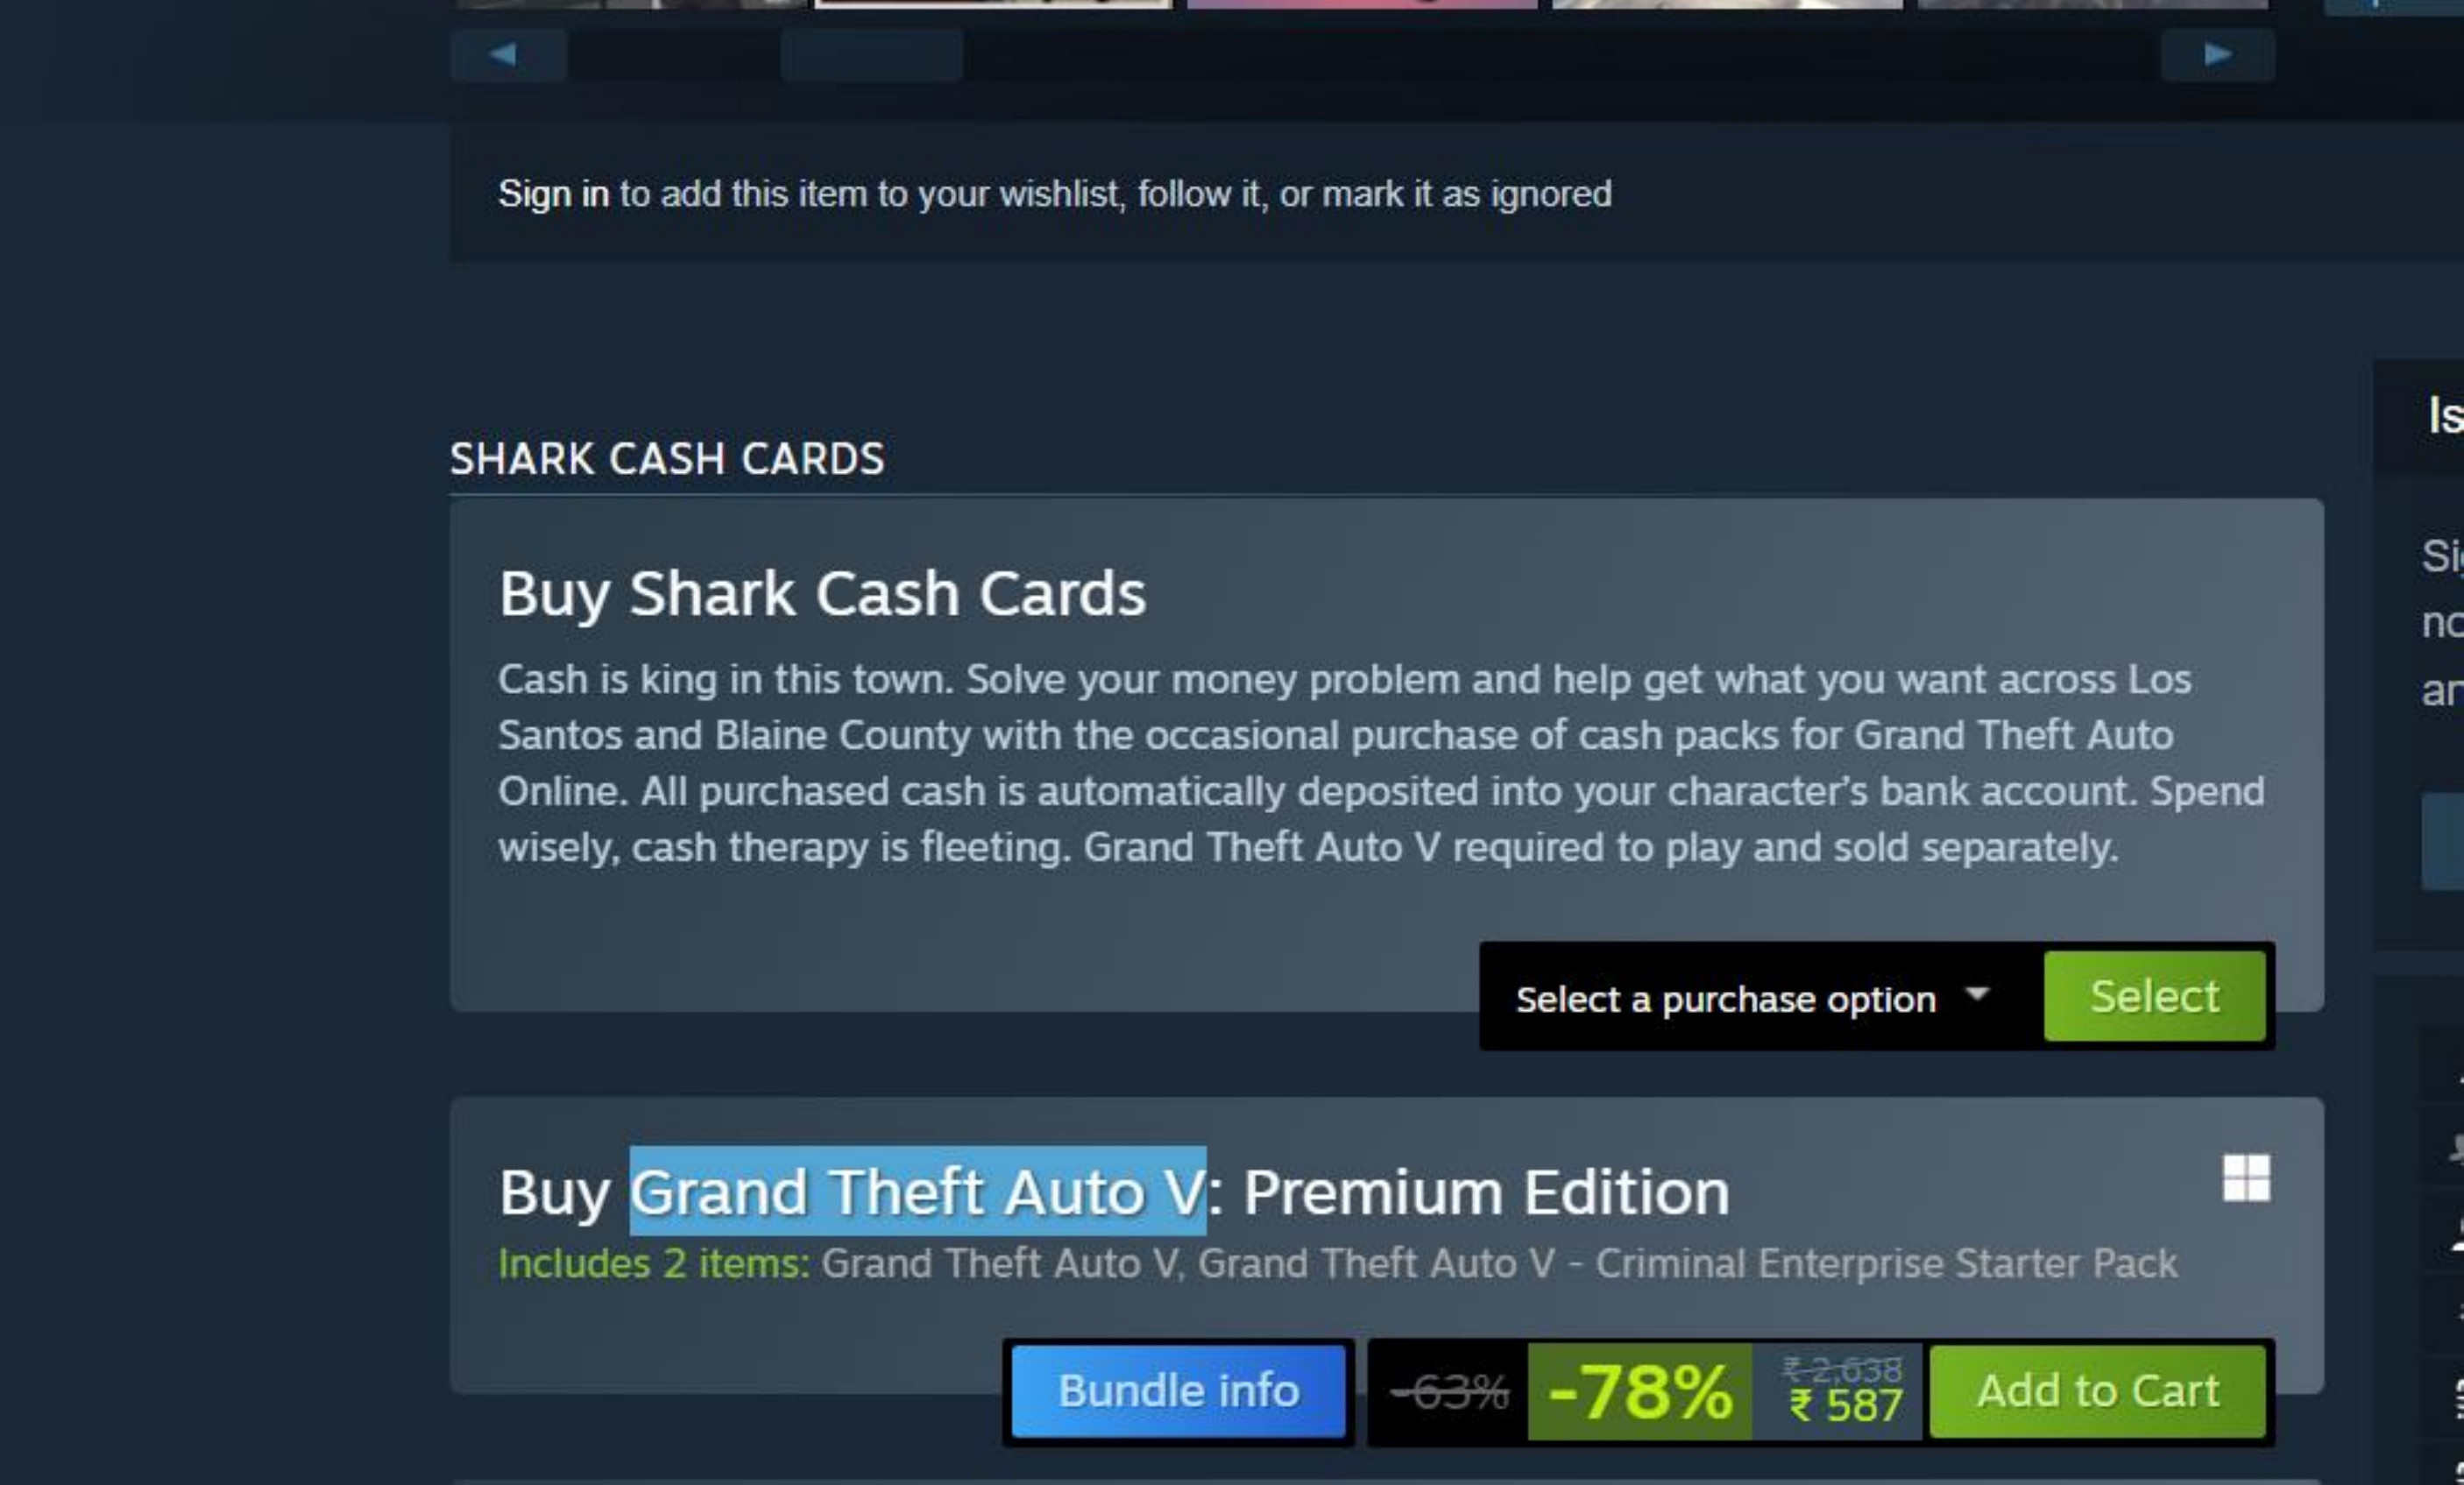 Sign in to add this item to your wishlist, follow it, or mark it as ignored
SHARK CASH CARDS
Buy Shark Cash Cards
Cash is king in this town. Solve your money problem and help get what you want across Los
Santos and Blaine County with the occasional purchase of cash packs for Grand Theft Auto
Online. All purchased cash is automatically deposited into your character’s bank account. Spend
wisely, cash therapy is fleeting. Grand Theft Auto V required to play and sold separately.
Select a purchase option
Select
Buy Grand Theft Auto V: Premium Edition
Includes 2 items: Grand Theft Auto V, Grand Theft Auto V - Criminal Enterprise Starter Pack
Bundle info
-63%
-78%
₹ 2,638
₹ 587
Add to Cart